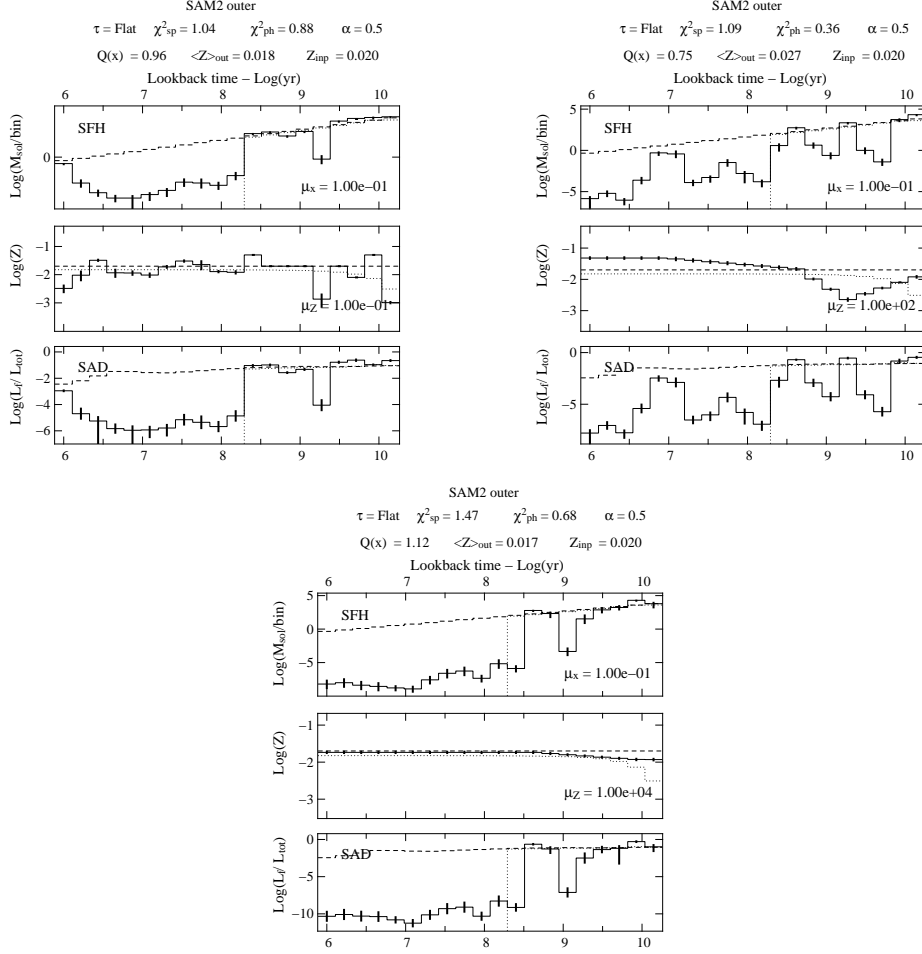 SAM2 outer
τ = Flat χ²sp = 1.04 χ²ph = 0.88 α = 0.5
Q(x) = 0.96 <Z>out = 0.018 Zinp = 0.020
Lookback time − Log(yr)
6 7 8 9 10
SFH
Log(Msol/bin)
0
μx = 1.00e−01
Log(Z)
−1
−2
−3
μZ = 1.00e−01
SAD
Log(Lf/ Ltot)
0
−2
−4
−6
6 7 8 9 10
SAM2 outer
τ = Flat χ²sp = 1.09 χ²ph = 0.36 α = 0.5
Q(x) = 0.75 <Z>out = 0.027 Zinp = 0.020
Lookback time − Log(yr)
6 7 8 9 10
SFH
Log(Msol/bin)
5
0
−5
μx = 1.00e−01
Log(Z)
−1
−2
−3
μZ = 1.00e+02
SAD
Log(Lf/ Ltot)
0
−5
6 7 8 9 10
SAM2 outer
τ = Flat χ²sp = 1.47 χ²ph = 0.68 α = 0.5
Q(x) = 1.12 <Z>out = 0.017 Zinp = 0.020
Lookback time − Log(yr)
6 7 8 9 10
SFH
Log(Msol/bin)
5
0
−5
μx = 1.00e−01
Log(Z)
−1
−2
−3
μZ = 1.00e+04
SAD
Log(Lf/ Ltot)
0
−10
6 7 8 9 10